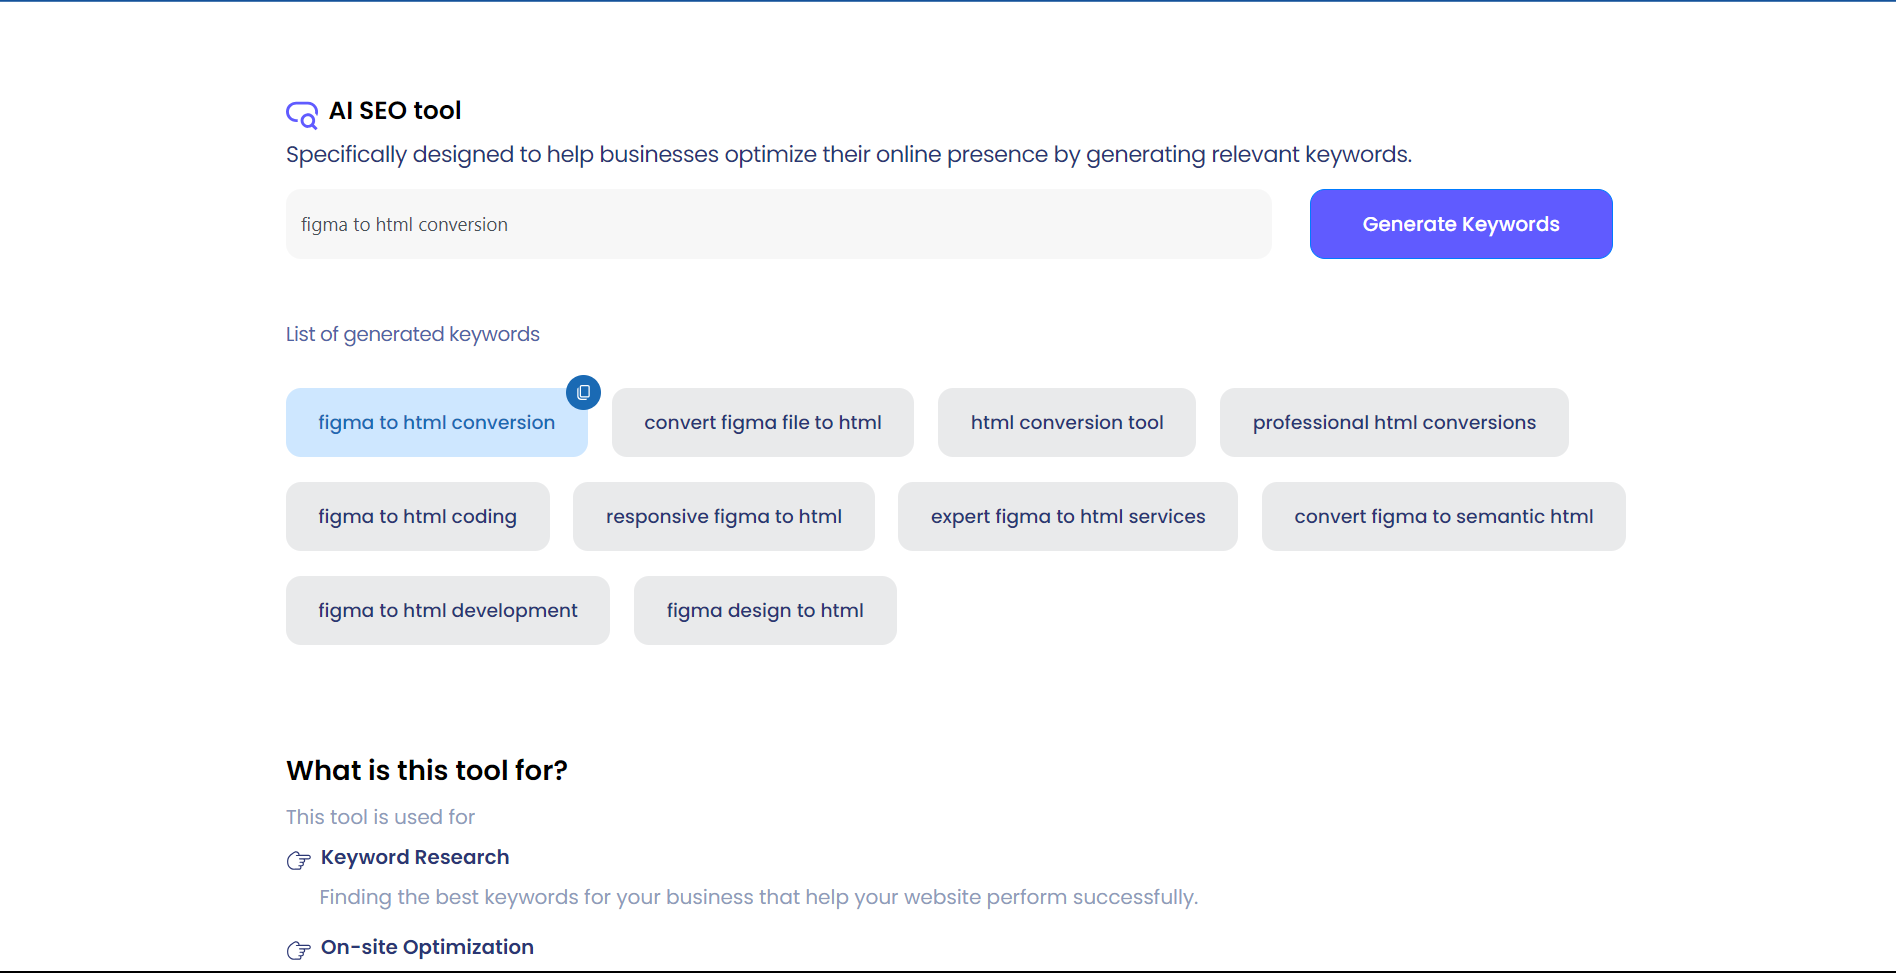 AI SEO tool
Specifically designed to help businesses optimize their online presence by generating relevant keywords.
figma to html conversion
Generate Keywords
List of generated keywords
figma to html conversion
convert figma file to html
html conversion tool
professional html conversions
figma to html coding
responsive figma to html
expert figma to html services
convert figma to semantic html
figma to html development
figma design to html
What is this tool for?
This tool is used for
Keyword Research
Finding the best keywords for your business that help your website perform successfully.
On-site Optimization